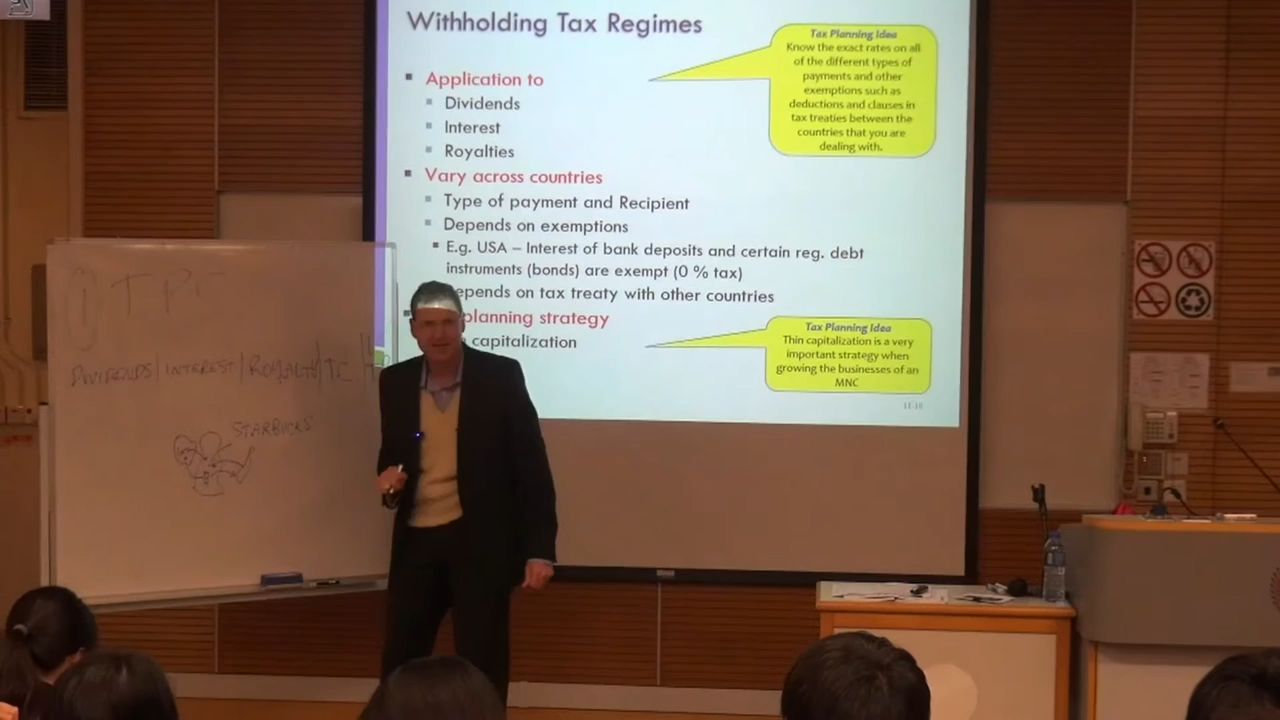 Withholding Tax Regimes
Application to
Dividends
Interest
Royalties
Vary across countries
Type of payment and Recipient
Depends on exemptions
E.g. USA – Interest of bank deposits and certain reg. debt
instruments (bonds) are exempt (0 % tax)
epends on tax treaty with other countries
planning strategy
capitalization
Tax Planning Idea
Know the exact rates on all
of the different types of
payments and other
exemptions such as
deductions and clauses in
tax treaties between the
countries that you are
dealing with.
Tax Planning Idea
Thin capitalization is a very
important strategy when
growing the businesses of an
MNC
11-10
DIVIDENDS/INTEREST/ROYALTY/
STARBUCKS